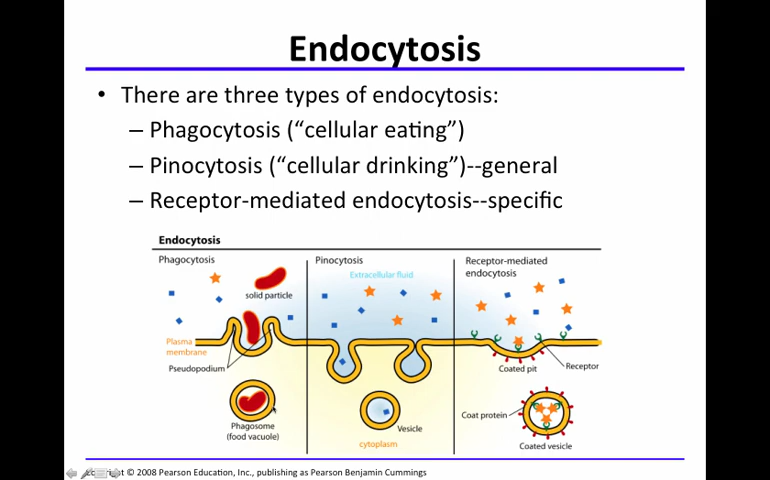 Endocytosis
• There are three types of endocytosis:
– Phagocytosis (“cellular eating”)
– Pinocytosis (“cellular drinking”)--general
– Receptor-mediated endocytosis--specific
Endocytosis
Phagocytosis
solid particle
Plasma
membrane
Pseudopodium
Phagosome
(food vacuole)
Pinocytosis
Extracellular fluid
Vesicle
cytoplasm
Receptor-mediated
endocytosis
Coated pit
Receptor
Coat protein
Coated vesicle
© 2008 Pearson Education, Inc., publishing as Pearson Benjamin Cummings